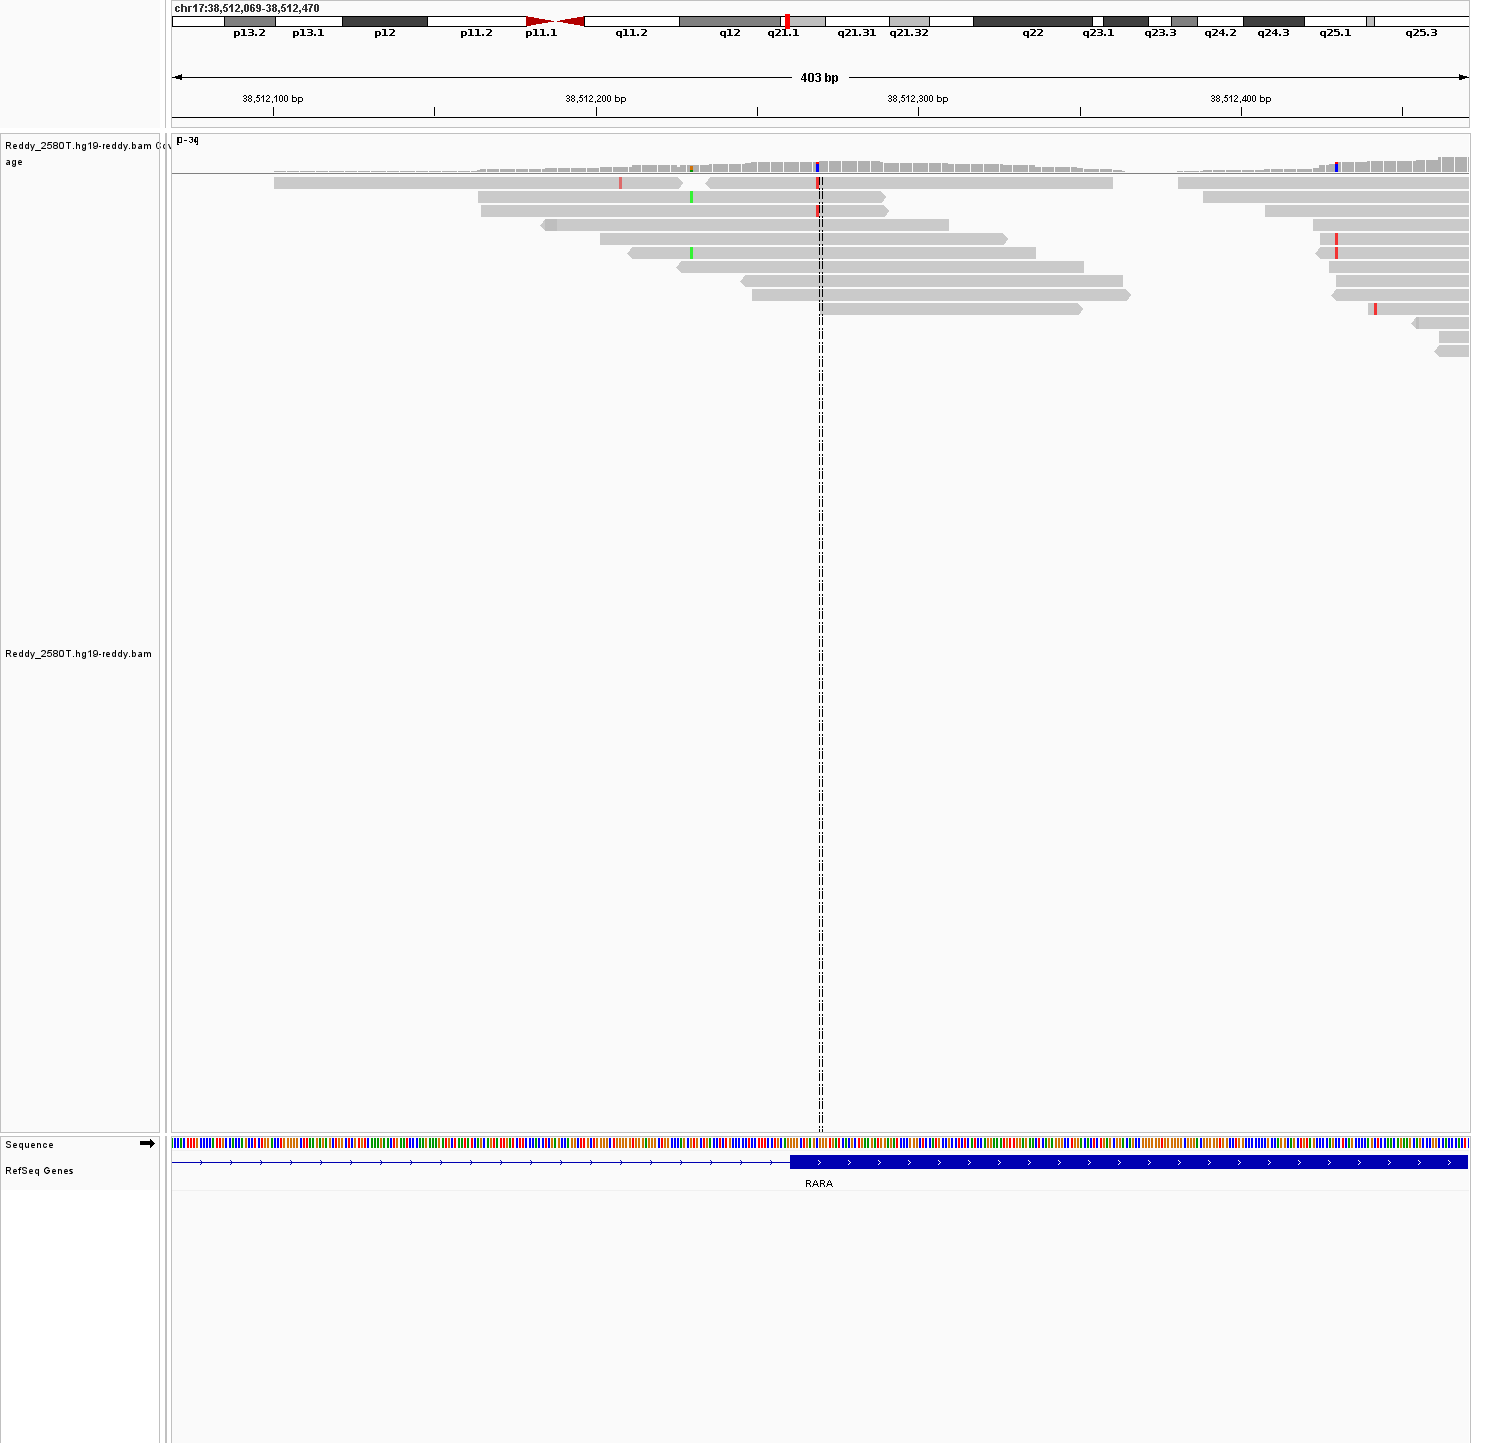 chr17:38,512,069-38,512,470
p13.2 p13.1 p12 p11.2 p11.1 q11.2 q12 q21.1 q21.31 q21.32 q22 q23.1 q23.3 q24.2 q24.3 q25.1 q25.3
403 bp
38,512,100 bp 38,512,200 bp 38,512,300 bp 38,512,400 bp
Reddy_2580T.hg19-reddy.bam Cov
age
[0-34]
Reddy_2580T.hg19-reddy.bam
Sequence
RefSeq Genes
RARA